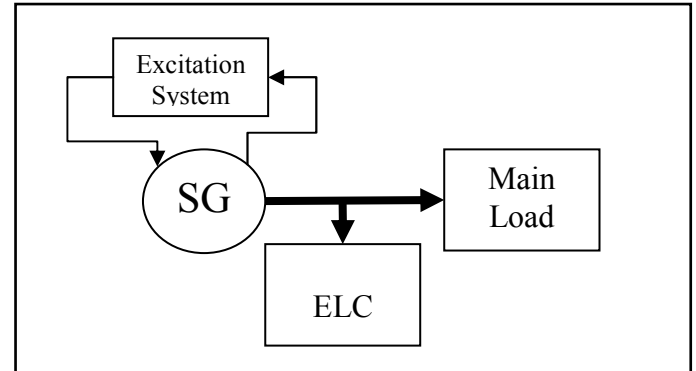 Excitation
System
SG
Main
Load
ELC